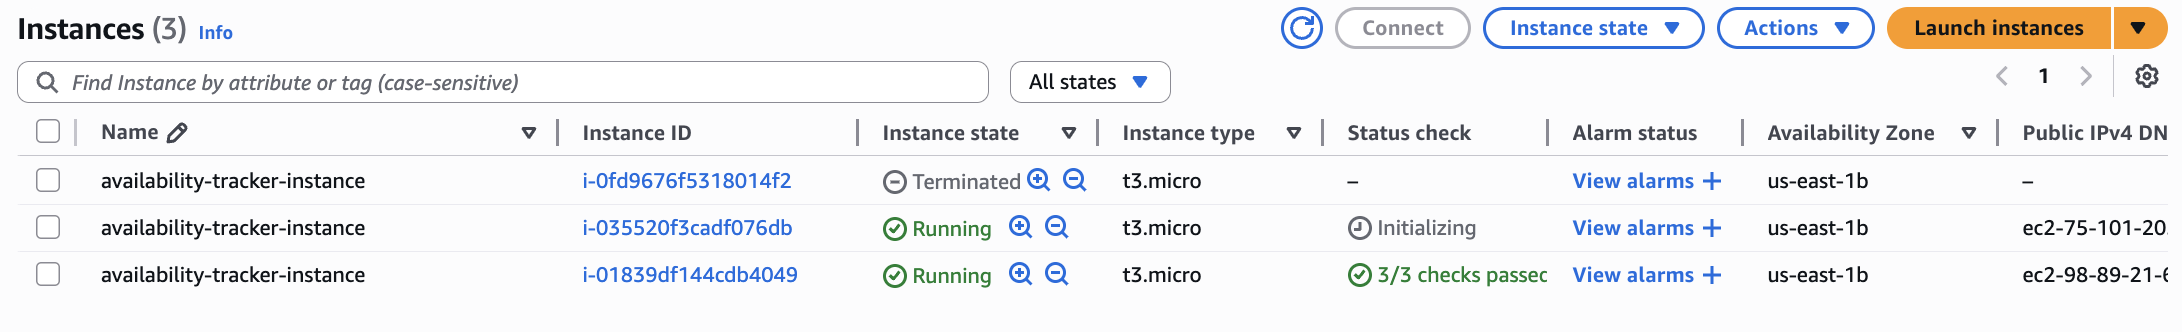 Instances (3) Info Connect Instance state Actions Launch instances
Find Instance by attribute or tag (case-sensitive) All states 1
Name Instance ID Instance state Instance type Status check Alarm status Availability Zone Public IPv4 DN
availability-tracker-instance i-0fd9676f5318014f2 Terminated t3.micro – View alarms + us-east-1b –
availability-tracker-instance i-035520f3cadf076db Running t3.micro Initializing View alarms + us-east-1b ec2-75-101-20
availability-tracker-instance i-01839df144cdb4049 Running t3.micro 3/3 checks passed View alarms + us-east-1b ec2-98-89-21-6